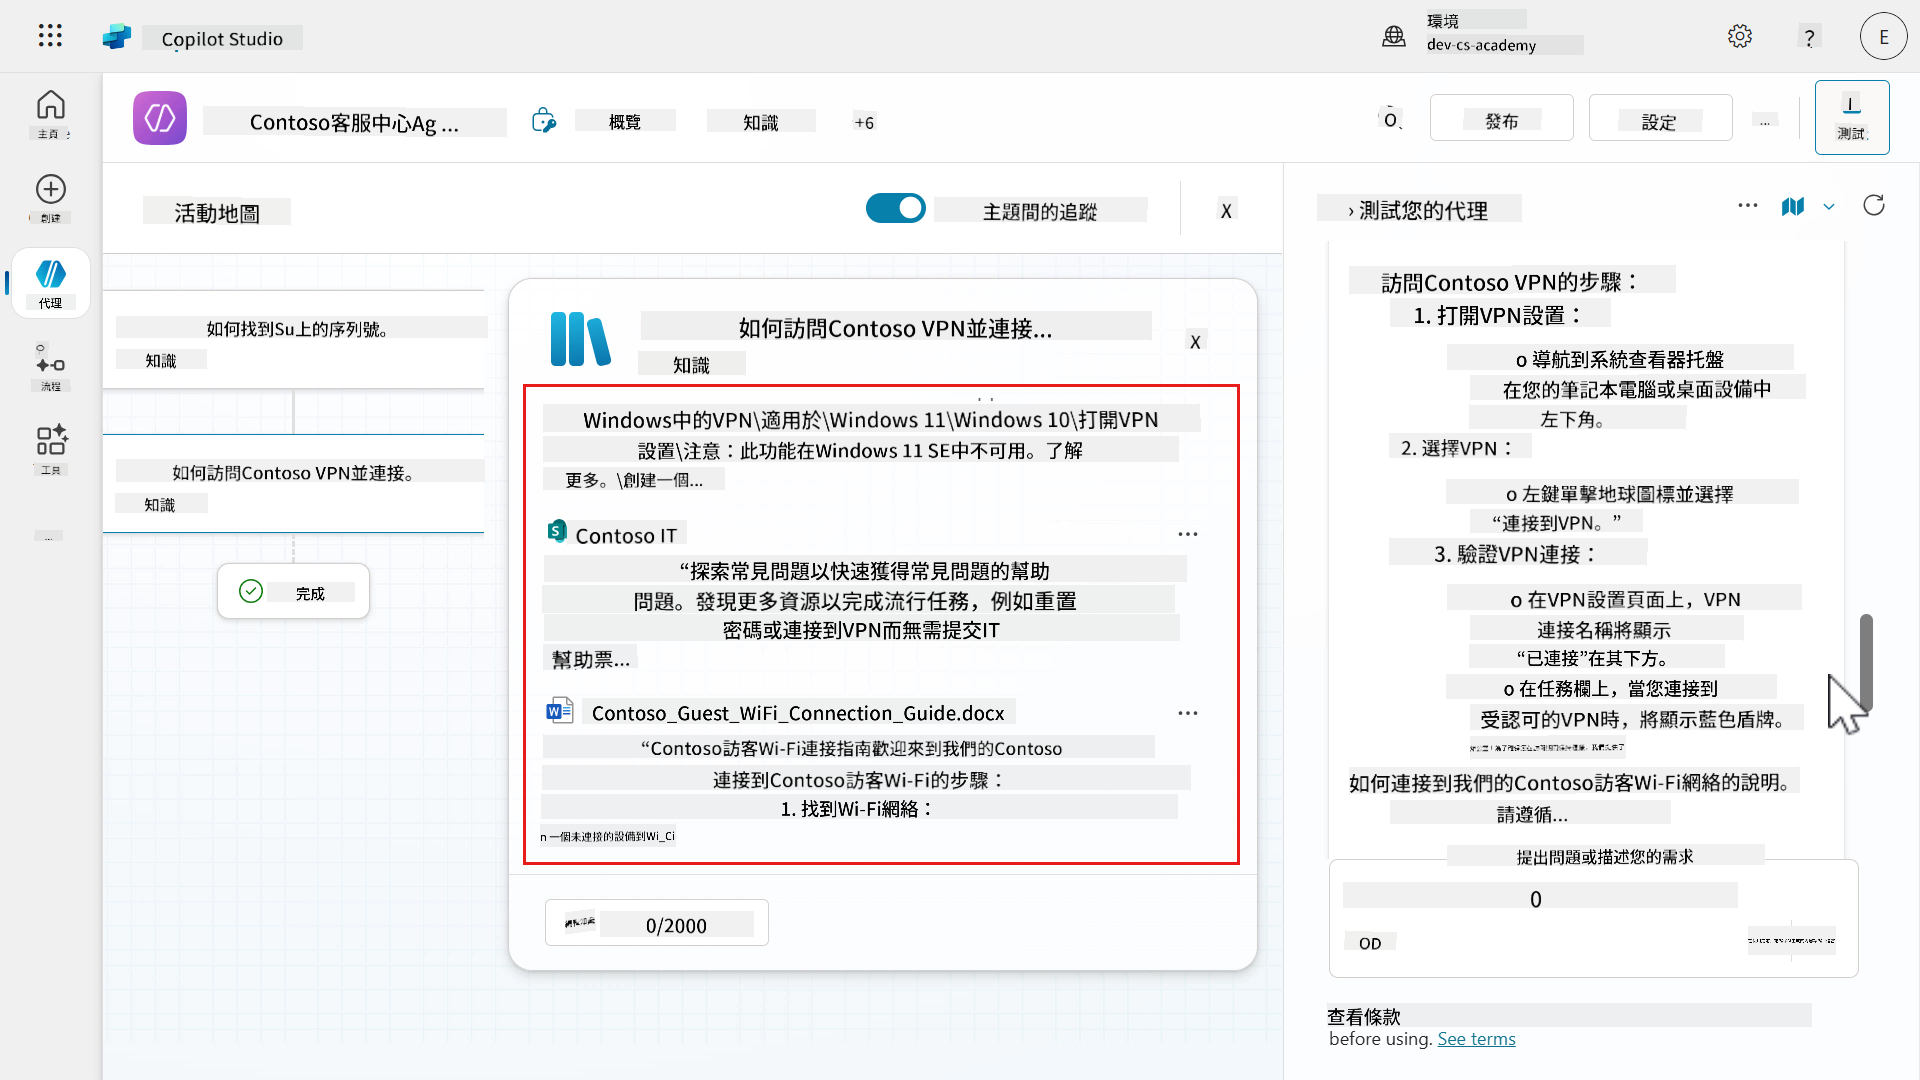 Copilot Studio
環境
dev-cs-academy
?
E
主頁
創建
代理
流程
工具
Contoso客服中心Ag ...
概覽
知識
+6
發布
設定
...
測試
活動地圖
主題間的追蹤
X
如何找到Su上的序列號。
知識
如何訪問Contoso VPN並連接。
知識
完成
如何訪問Contoso VPN並連接...
知識
X
Windows中的VPN\適用於\Windows 11\Windows 10\打開VPN
設置\注意：此功能在Windows 11 SE中不可用。了解
更多。\創建一個...
Contoso IT
“探索常見問題以快速獲得常見問題的幫助
問題。發現更多資源以完成流行任務，例如重置
密碼或連接到VPN而無需提交IT
幫助票...
Contoso_Guest_WiFi_Connection_Guide.docx
“Contoso訪客Wi-Fi連接指南歡迎來到我們的Contoso
連接到Contoso訪客Wi-Fi的步驟：
1. 找到Wi-Fi網絡：
n 一個未連接的設備到Wi_Ci
0/2000
› 測試您的代理
訪問Contoso VPN的步驟：
1. 打開VPN設置：
o 導航到系統查看器托盤
在您的筆記本電腦或桌面設備中
左下角。
2. 選擇VPN：
o 左鍵單擊地球圖標並選擇
“連接到VPN。”
3. 驗證VPN連接：
o 在VPN設置頁面上，VPN
連接名稱將顯示
“已連接”在其下方。
o 在任務欄上，當您連接到
受認可的VPN時，將顯示藍色盾牌。
如何連接到我們的Contoso訪客Wi-Fi網絡的說明。
請遵循...
提出問題或描述您的需求
0
OD
查看條款
before using. See terms